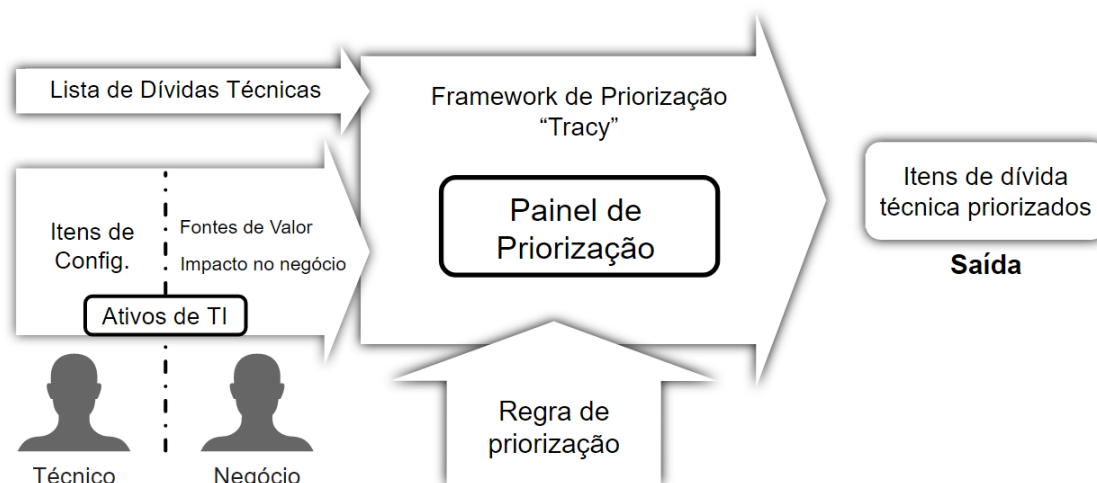 Lista de Dívidas Técnicas
Framework de Priorização
“Tracy”
Painel de
Priorização
Itens de
Config.
Fontes de Valor
Impacto no negócio
Ativos de TI
Técnico
Negócio
Regra de
priorização
Itens de dívida
técnica priorizados
Saída